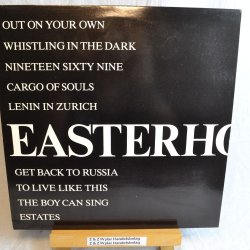 OUT ON YOUR OWN
WHISTLING IN THE DARK
NINETEEN SIXTY NINE
CARGO OF SOULS
LENIN IN ZURICH
EASTERHO
GET BACK TO RUSSIA
TO LIVE LIKE THIS
THE BOY CAN SING
ESTATES